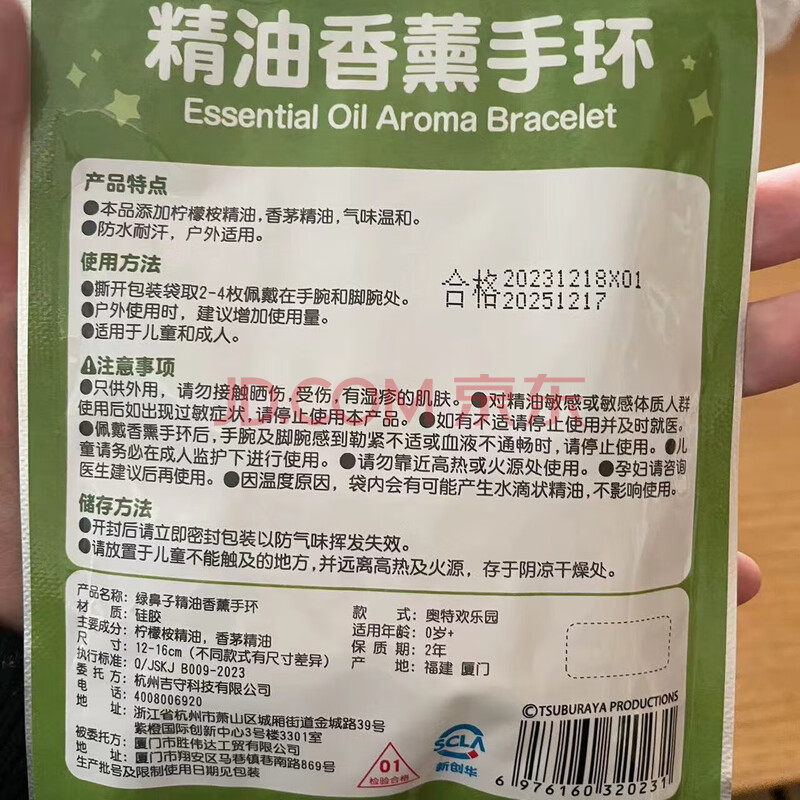 精油香薰手环
Essential Oil Aroma Bracelet
产品特点
●本品添加柠檬桉精油,香茅精油,气味温和。
●防水耐汗，户外适用。
使用方法
●撕开包装袋取2-4枚佩戴在手腕和脚腕处。
●户外使用时，建议增加使用量。
●适用于儿童和成人。
合格 20231218X01
合格 20251217
⚠注意事项
●只供外用，请勿接触晒伤,受伤,有湿疹的肌肤。●对精油敏感或敏感体质人群
使用后如出现过敏症状,请停止使用本产品。●如有不适请停止使用并及时就医。
●佩戴香薰手环后,手腕及脚腕感到勒紧不适或血液不通畅时,请停止使用。●儿
童请务必在成人监护下进行使用。●请勿靠近高热或火源处使用。●孕妇请咨询
医生建议后再使用。●因温度原因，袋内会有可能产生水滴状精油,不影响使用。
JD.COM 京东
储存方法
●开封后请立即密封包装以防气味挥发失效。
●请放置于儿童不能触及的地方,并远离高热及火源，存于阴凉干燥处。
产品名称: 绿鼻子精油香薰手环
材质: 硅胶
主要成分: 柠檬桉精油，香茅精油
尺寸: 12-16cm（不同款式有尺寸差异）
执行标准: Q/JSKJ B009-2023
委托方: 杭州吉守科技有限公司
电话: 4008006920
地址: 浙江省杭州市萧山区城厢街道金城路39号
紫橙国际创新中心3号楼3301室
被委托方: 厦门市胜伟达工贸有限公司
地址: 厦门市翔安区马巷镇巷南路869号
生产批号及限制使用日期见包装
款式: 奥特欢乐园
适用年龄: 0岁+
保质期: 2年
产地: 福建 厦门
01
检验合格
SCLA
新创华
©TSUBURAYA PRODUCTIONS
6 976160 320231